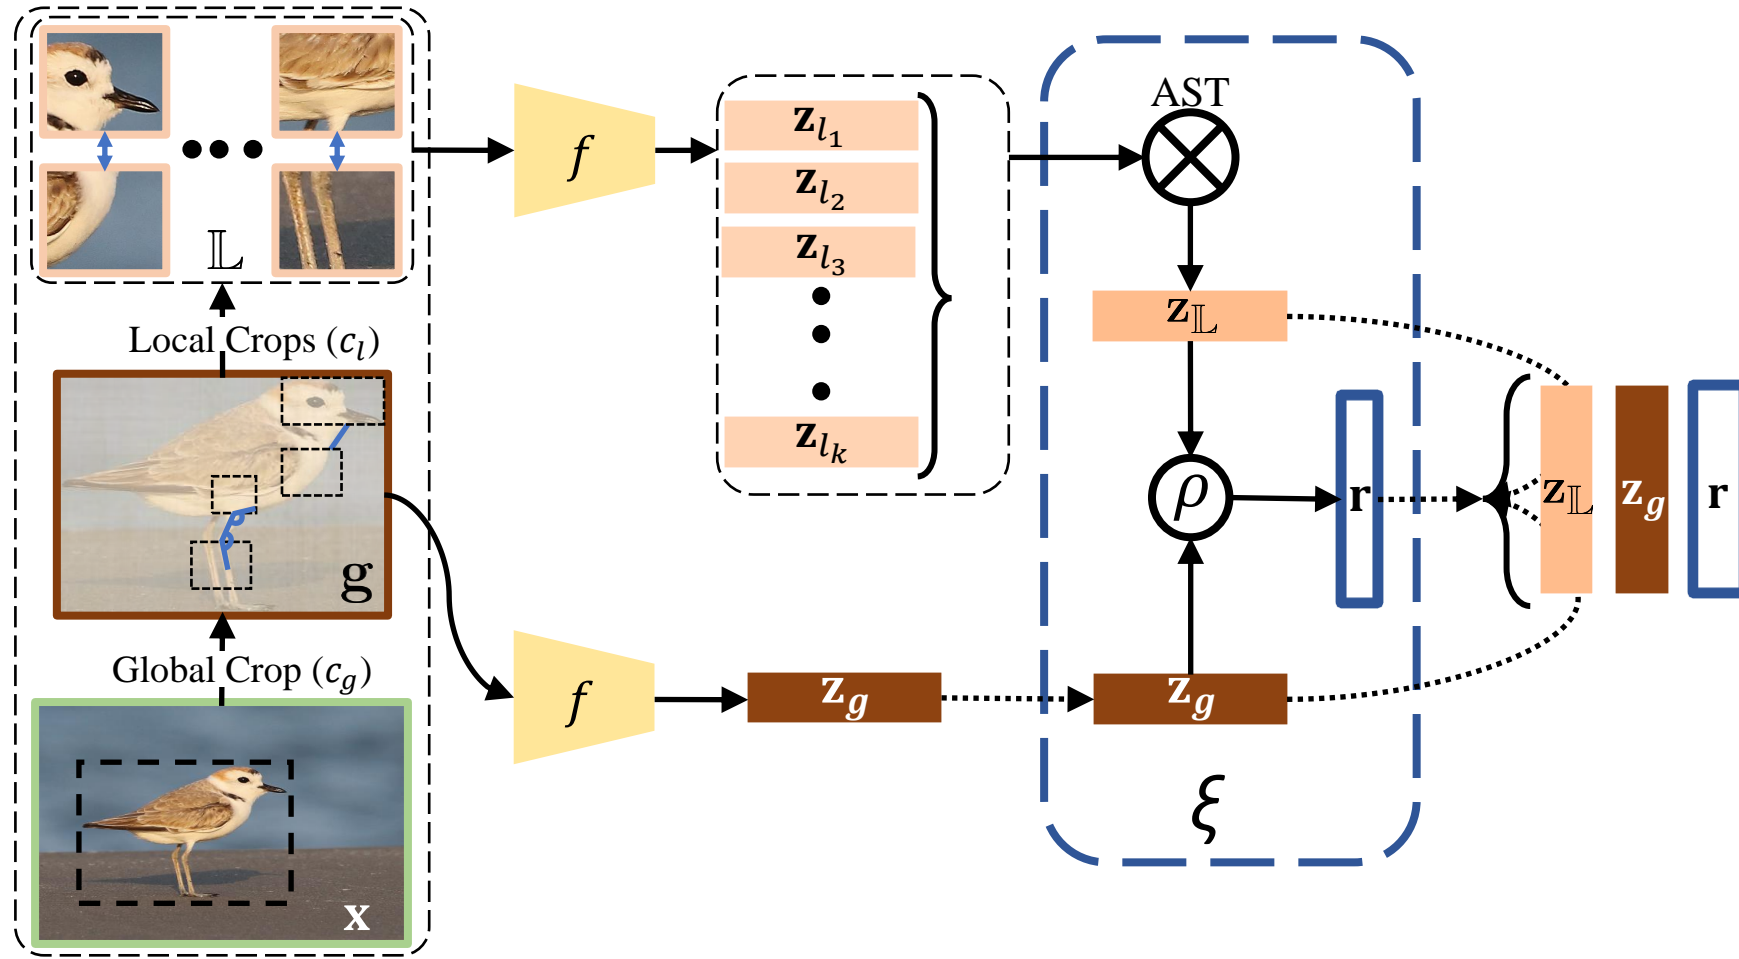 𝕃
Local Crops (c_l)
g
Global Crop (c_g)
x
f
z_{l_1}
z_{l_2}
z_{l_3}
z_{l_k}
f
z_g
AST
z_𝕃
ρ
r
z_g
ξ
z_𝕃
z_g
r